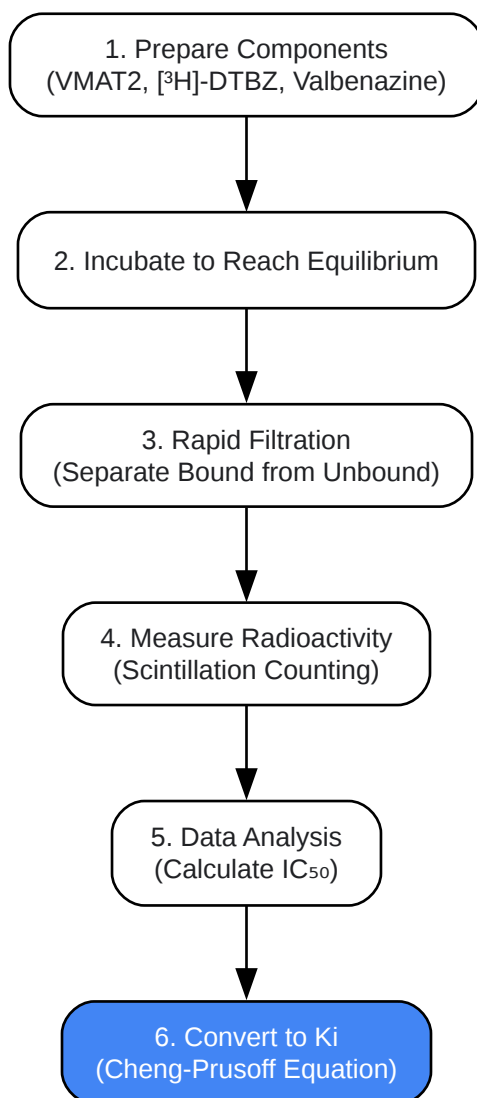 1. Prepare Components
(VMAT2, [³H]-DTBZ, Valbenazine)
2. Incubate to Reach Equilibrium
3. Rapid Filtration
(Separate Bound from Unbound)
4. Measure Radioactivity
(Scintillation Counting)
5. Data Analysis
(Calculate IC₅₀)
6. Convert to Ki
(Cheng-Prusoff Equation)